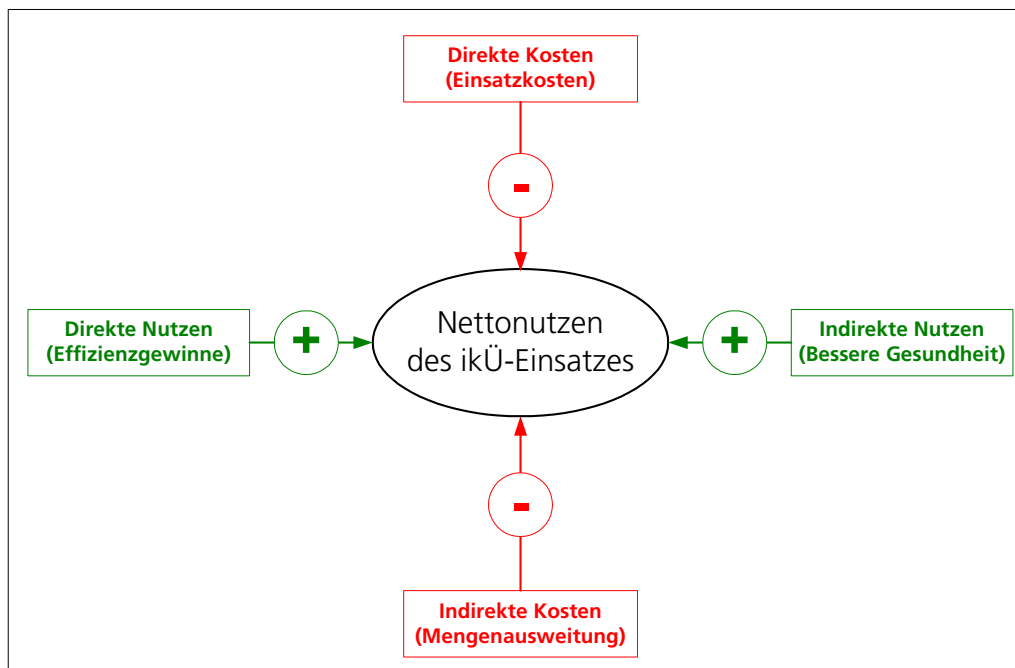 Direkte Kosten
(Einsatzkosten)
-
Direkte Nutzen
(Effizienzgewinne)
+
Nettonutzen
des ikÜ-Einsatzes
+
Indirekte Nutzen
(Bessere Gesundheit)
-
Indirekte Kosten
(Mengenausweitung)